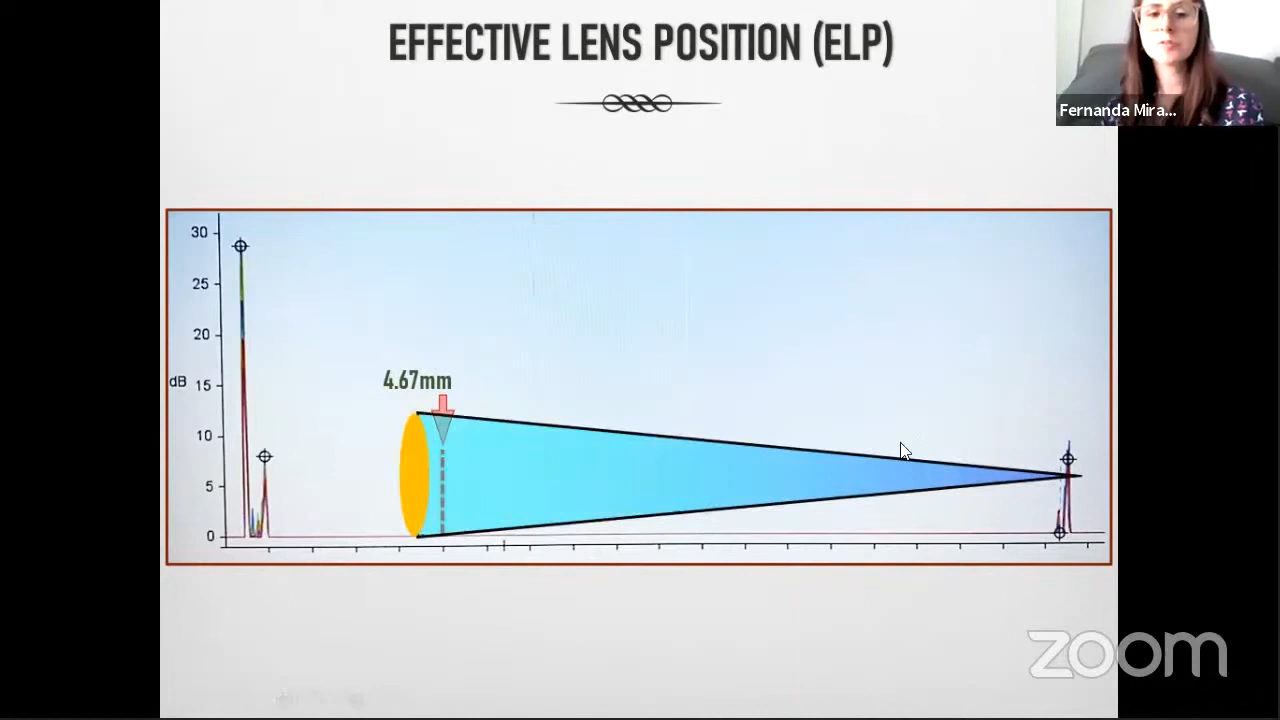 EFFECTIVE LENS POSITION (ELP)
Fernanda Mira...
30
25
20
dB 15
10
5
0
4.67mm
zoom